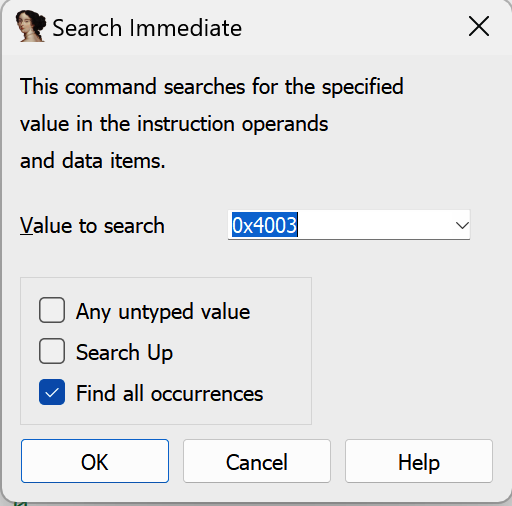 Search Immediate
This command searches for the specified
value in the instruction operands
and data items.
Value to search 0x4003
Any untyped value
Search Up
Find all occurrences
OK Cancel Help